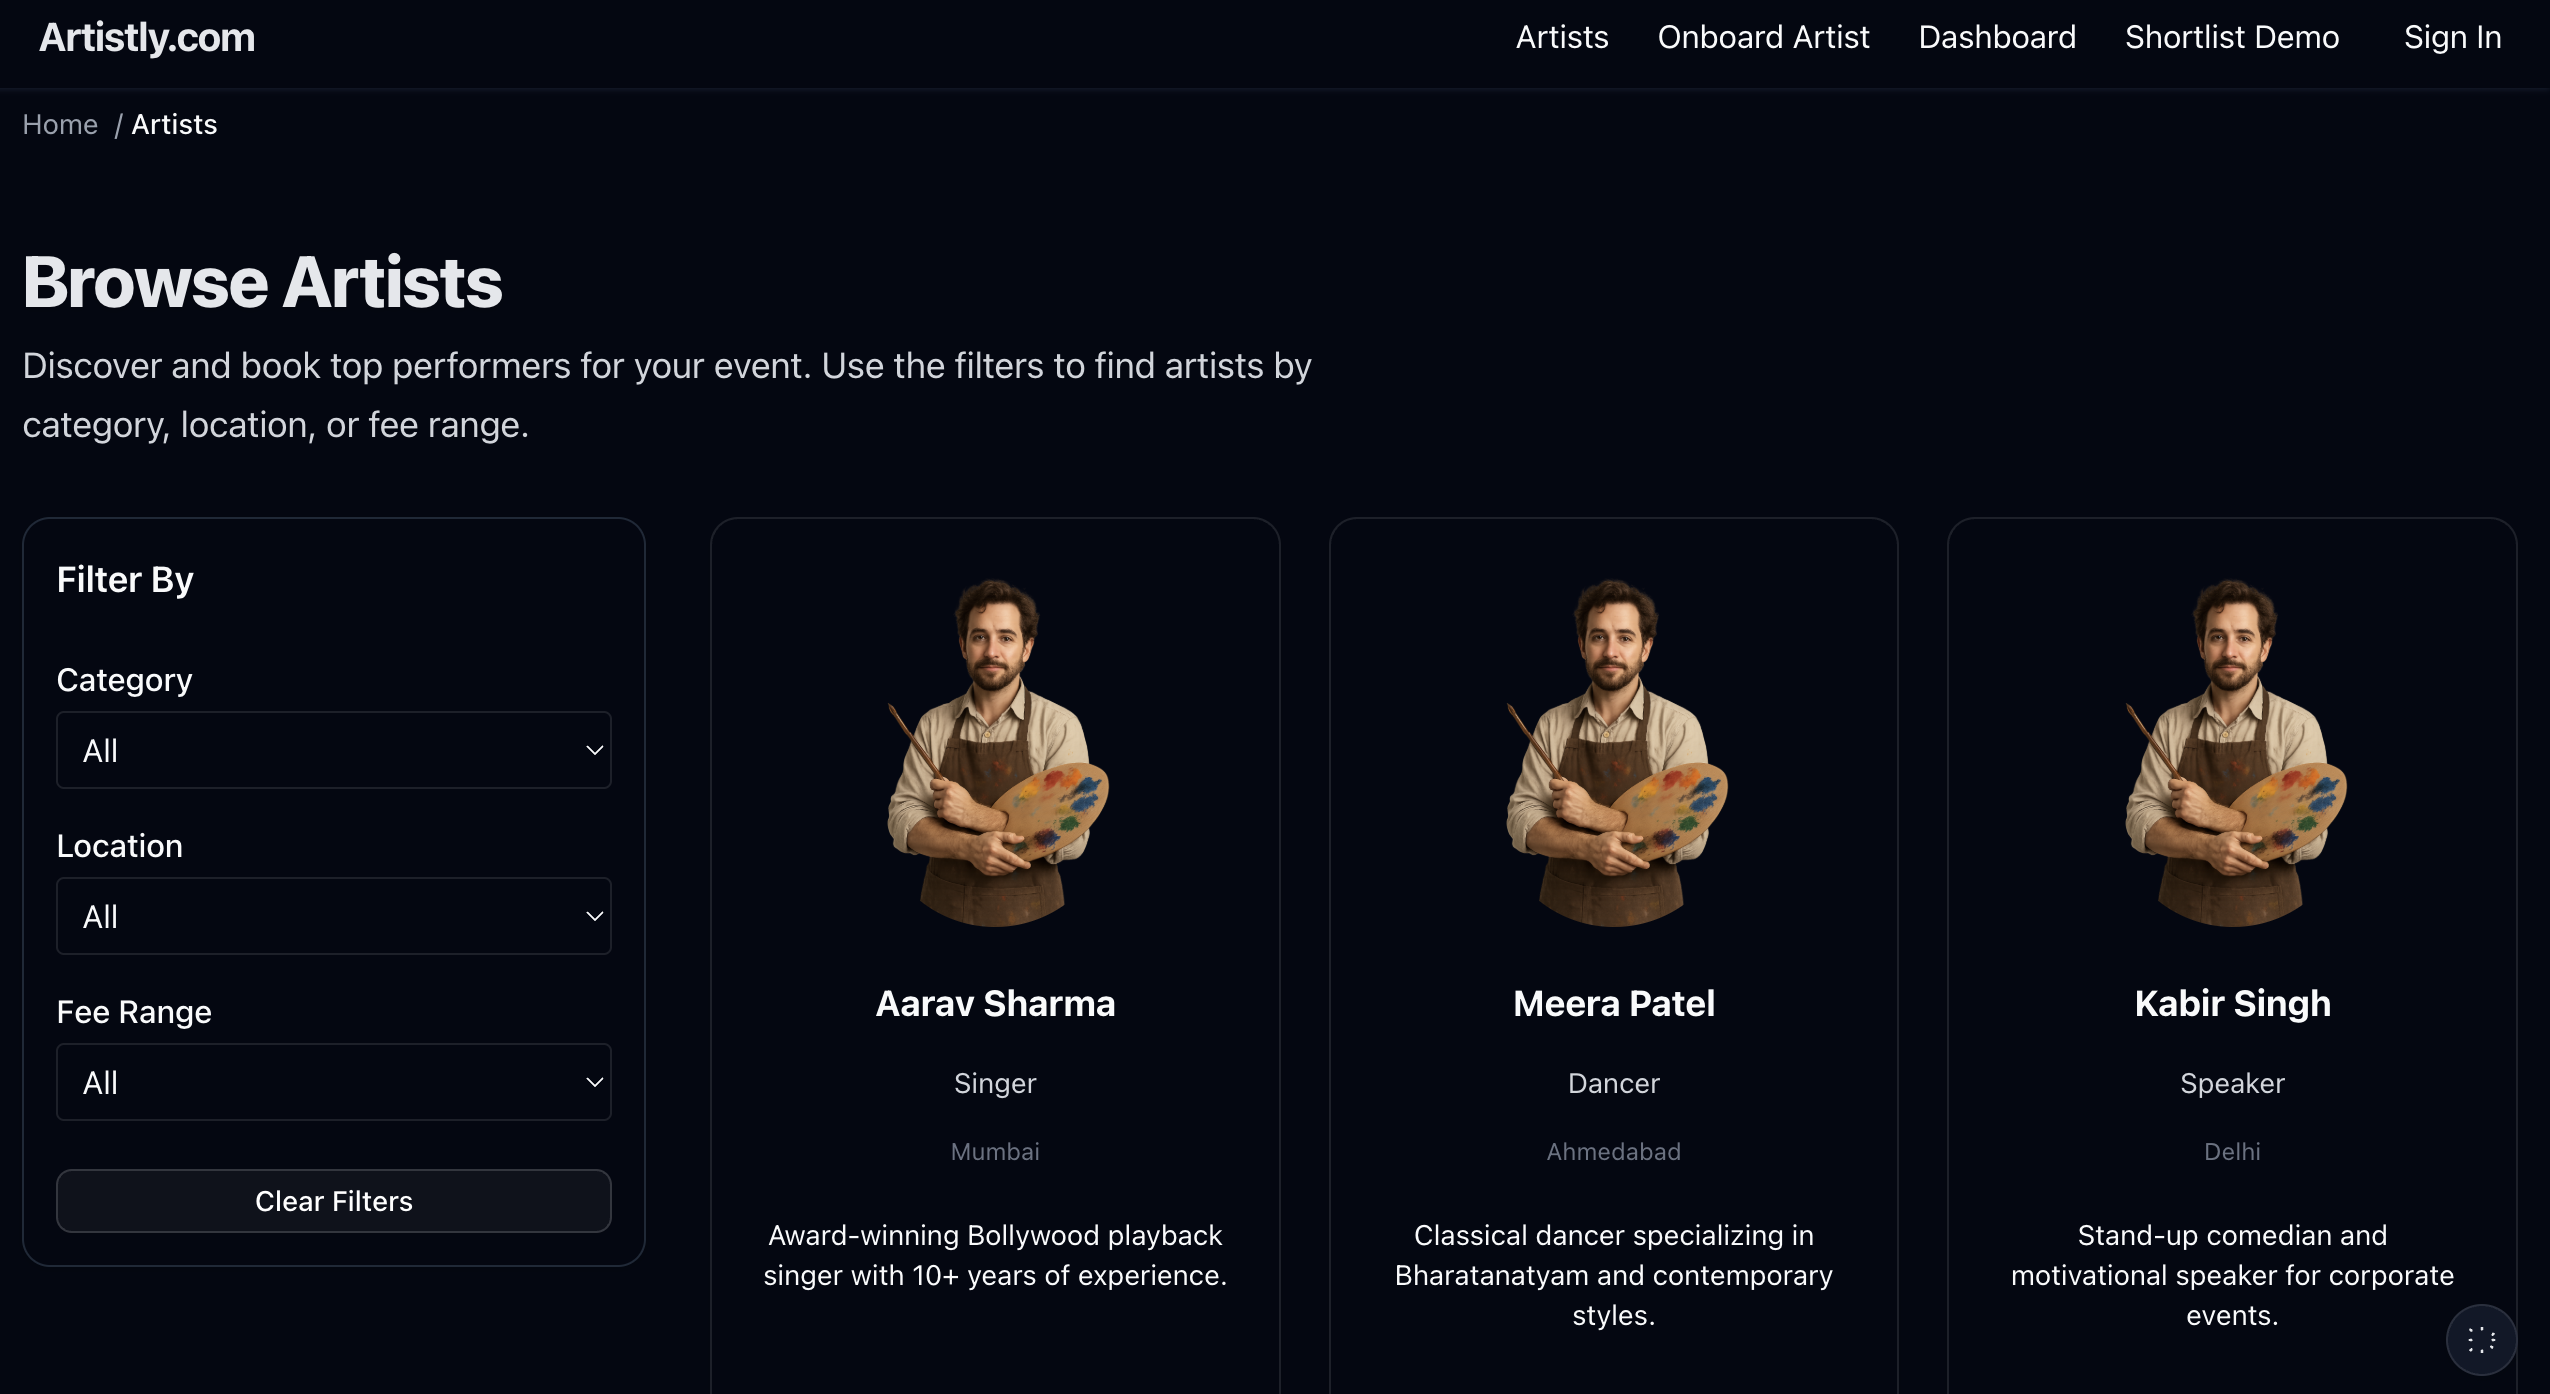 Artistly.com
Artists
Onboard Artist
Dashboard
Shortlist Demo
Sign In
Home / Artists
Browse Artists
Discover and book top performers for your event. Use the filters to find artists by
category, location, or fee range.
Filter By
Category
All
Location
All
Fee Range
All
Clear Filters
Aarav Sharma
Singer
Mumbai
Award-winning Bollywood playback
singer with 10+ years of experience.
Meera Patel
Dancer
Ahmedabad
Classical dancer specializing in
Bharatanatyam and contemporary
styles.
Kabir Singh
Speaker
Delhi
Stand-up comedian and
motivational speaker for corporate
events.